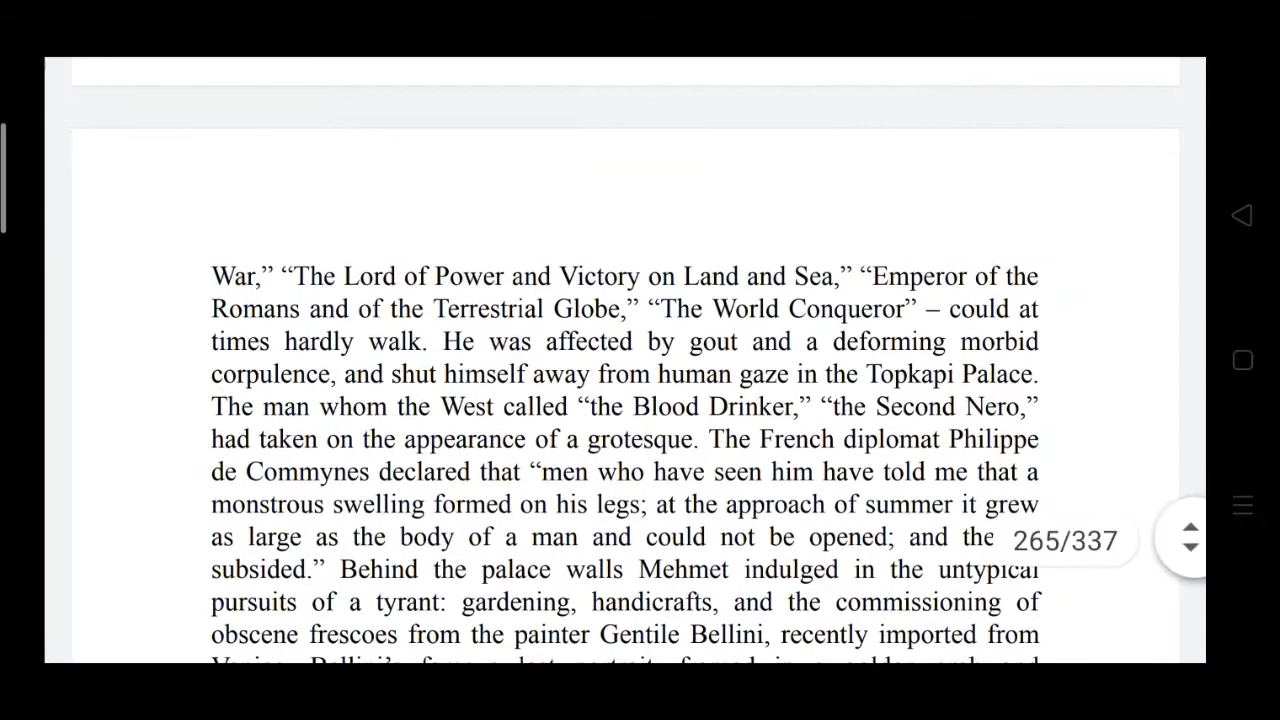 War,” “The Lord of Power and Victory on Land and Sea,” “Emperor of the
Romans and of the Terrestrial Globe,” “The World Conqueror” – could at
times hardly walk. He was affected by gout and a deforming morbid
corpulence, and shut himself away from human gaze in the Topkapi Palace.
The man whom the West called “the Blood Drinker,” “the Second Nero,”
had taken on the appearance of a grotesque. The French diplomat Philippe
de Commynes declared that “men who have seen him have told me that a
monstrous swelling formed on his legs; at the approach of summer it grew
as large as the body of a man and could not be opened; and
265/337
subsided.” Behind the palace walls Mehmet indulged in the untypical
pursuits of a tyrant: gardening, handicrafts, and the commissioning of
obscene frescoes from the painter Gentile Bellini, recently imported from